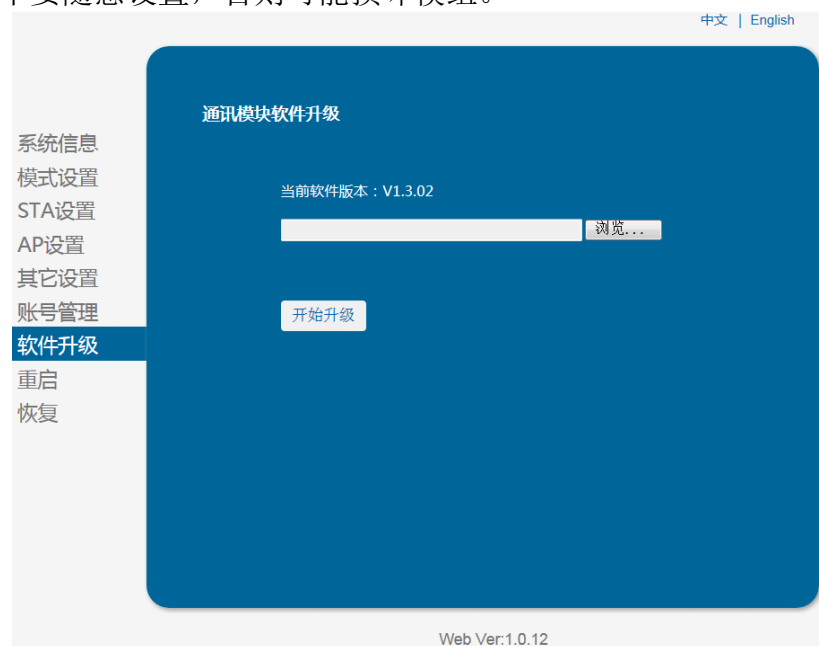 中文 | English
通讯模块软件升级
系统信息
模式设置
当前软件版本：V1.3.02
STA设置
浏览...
AP设置
其它设置
账号管理
开始升级
软件升级
重启
恢复
Web Ver:1.0.12